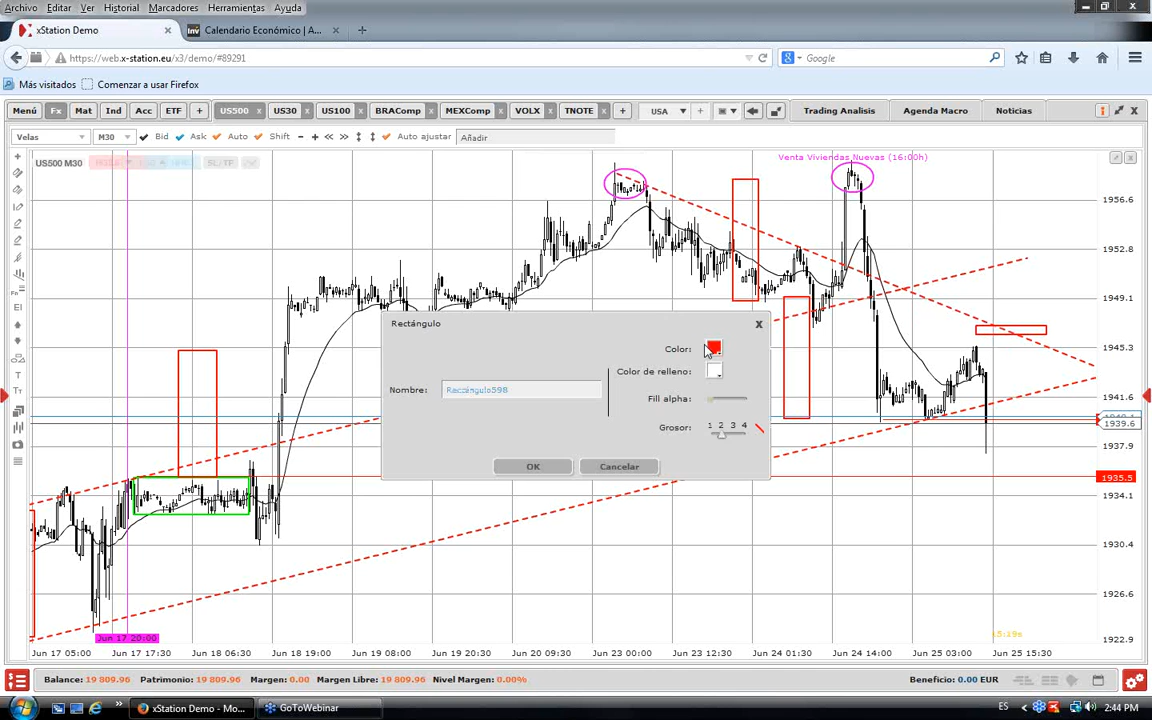 Archivo Editar Ver Historial Marcadores Herramientas Ayuda
xStation Demo × Inv Calendario Económico | A... × +
https://web.x-station.eu/x3/demo/#89291 Google
Más visitados Comenzar a usar Firefox
Menú Fx Mat Ind Acc ETF + US500 x US30 x US100 x BRAComp x MEXComp x VOLX x TNOTE x + USA Trading Analisis Agenda Macro Noticias
Velas M30 Bid Ask Auto Shift Auto ajustar Añadir
US500 M30 SL/TP
Venta Viviendas Nuevas (16:00h)
1956.6
1952.8
1949.1
1945.3
1941.6
1939.6
1937.9
1935.5
1934.1
1930.4
1926.6
1922.9
Rectángulo x
Color:
Color de relleno:
Nombre: Rectángulo598
Fill alpha:
Grosor: 1 2 3 4
OK Cancelar
Jun 17 20:00
15:19s
Jun 17 05:00 Jun 17 17:30 Jun 18 06:30 Jun 18 19:00 Jun 19 08:00 Jun 19 20:30 Jun 20 09:30 Jun 23 00:00 Jun 23 12:30 Jun 24 01:30 Jun 24 14:00 Jun 25 03:00 Jun 25 15:30
Balance: 19 809.96 Patrimonio: 19 809.96 Margen: 0.00 Margen Libre: 19 809.96 Nivel Margen: 0.00% Beneficio: 0.00 EUR
xStation Demo - Mo... GoToWebinar ES 2:44 PM